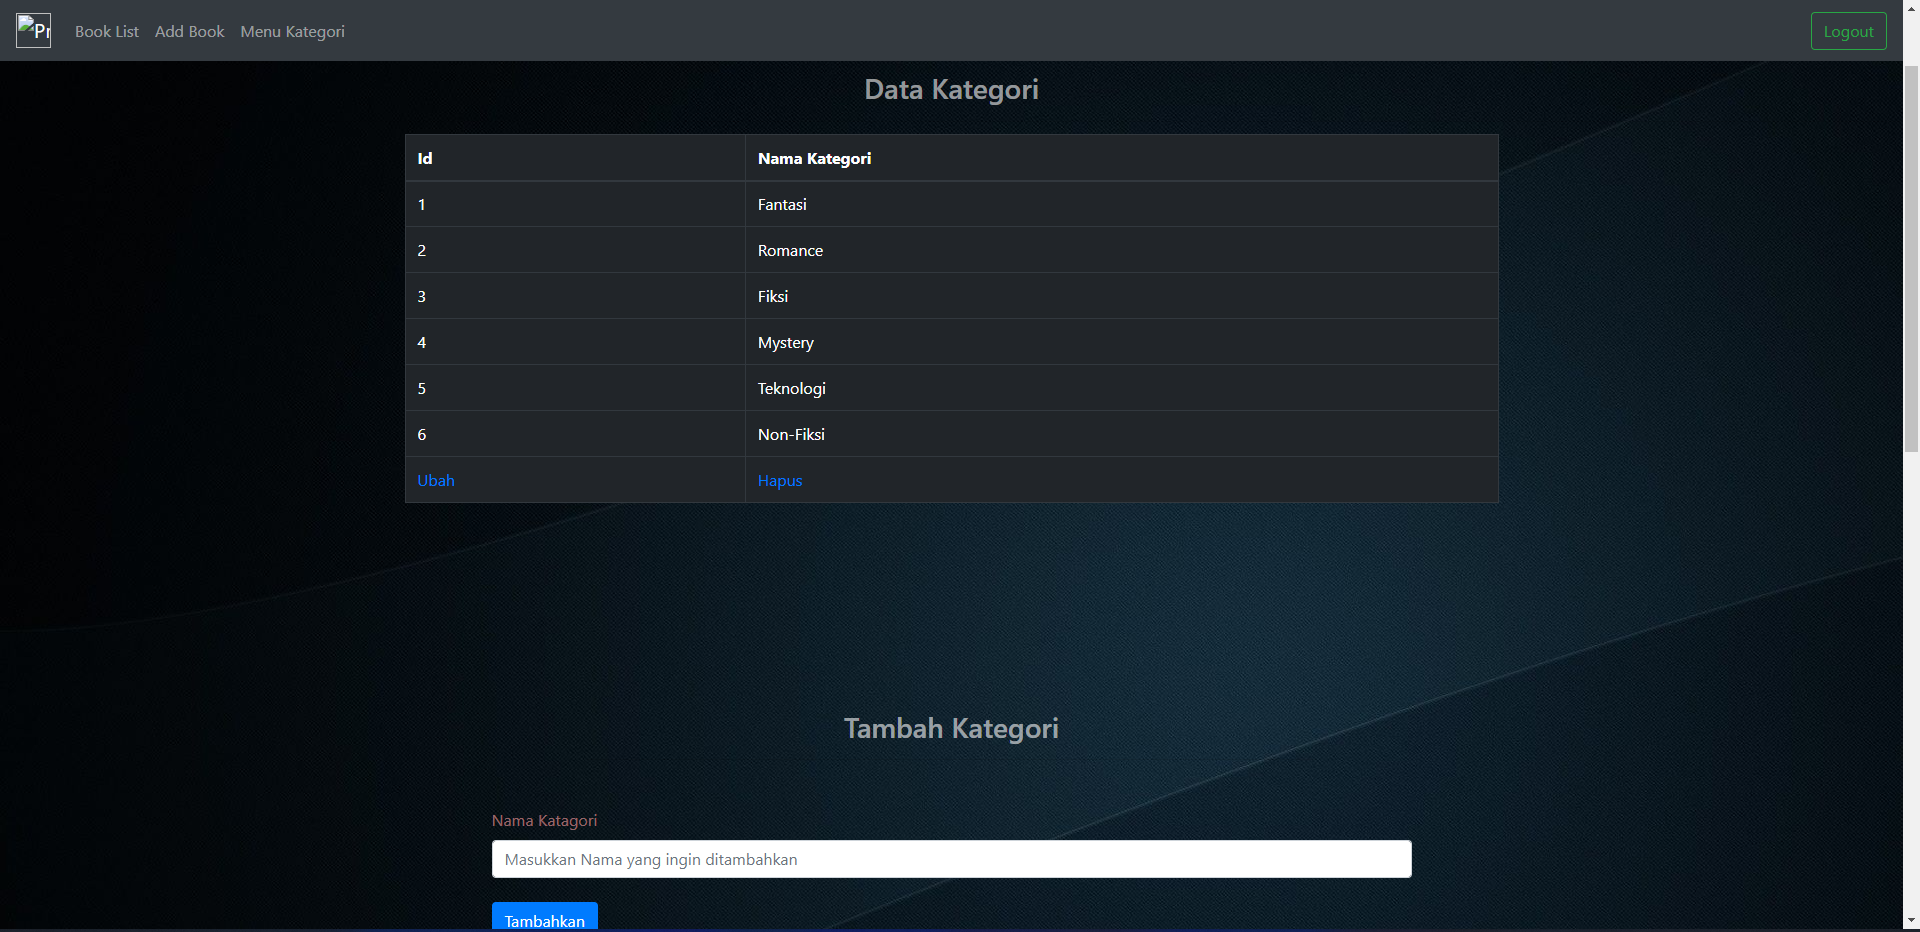 Pr Book List Add Book Menu Kategori Logout
Data Kategori
Id Nama Kategori
1 Fantasi
2 Romance
3 Fiksi
4 Mystery
5 Teknologi
6 Non-Fiksi
Ubah Hapus
Tambah Kategori
Nama Katagori
Masukkan Nama yang ingin ditambahkan
Tambahkan